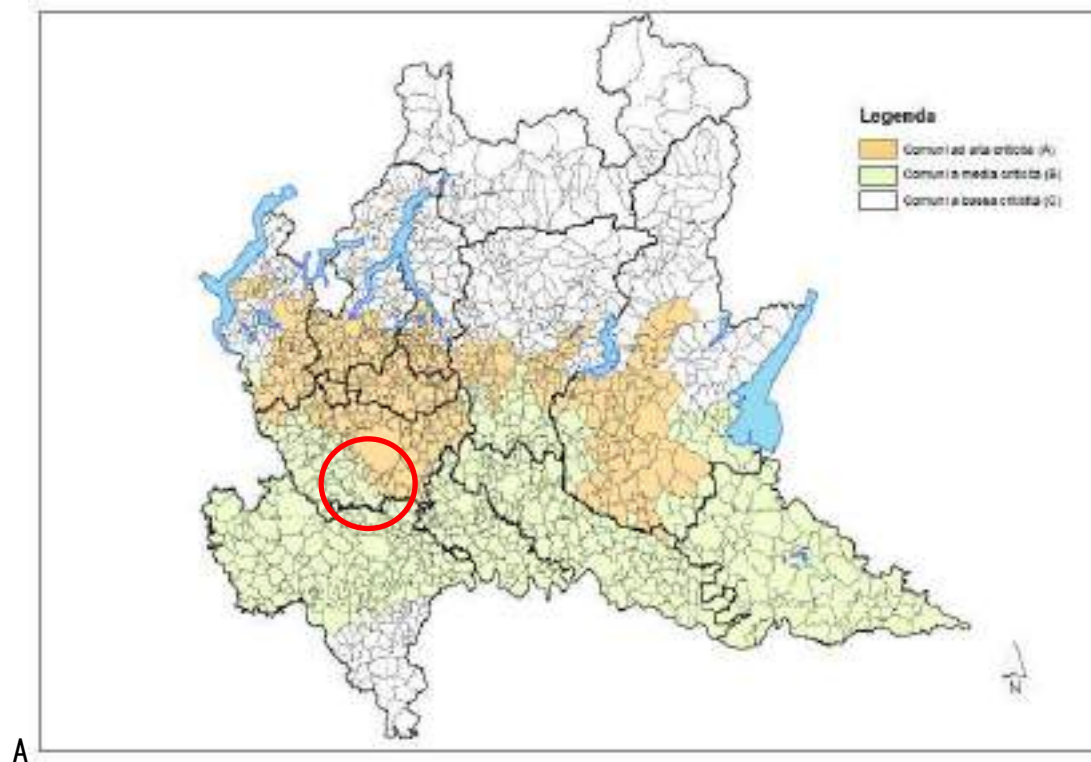 Legenda
Comuni ad alta criticità (A)
Comuni a media criticità (B)
Comuni a bassa criticità (C)
N
A